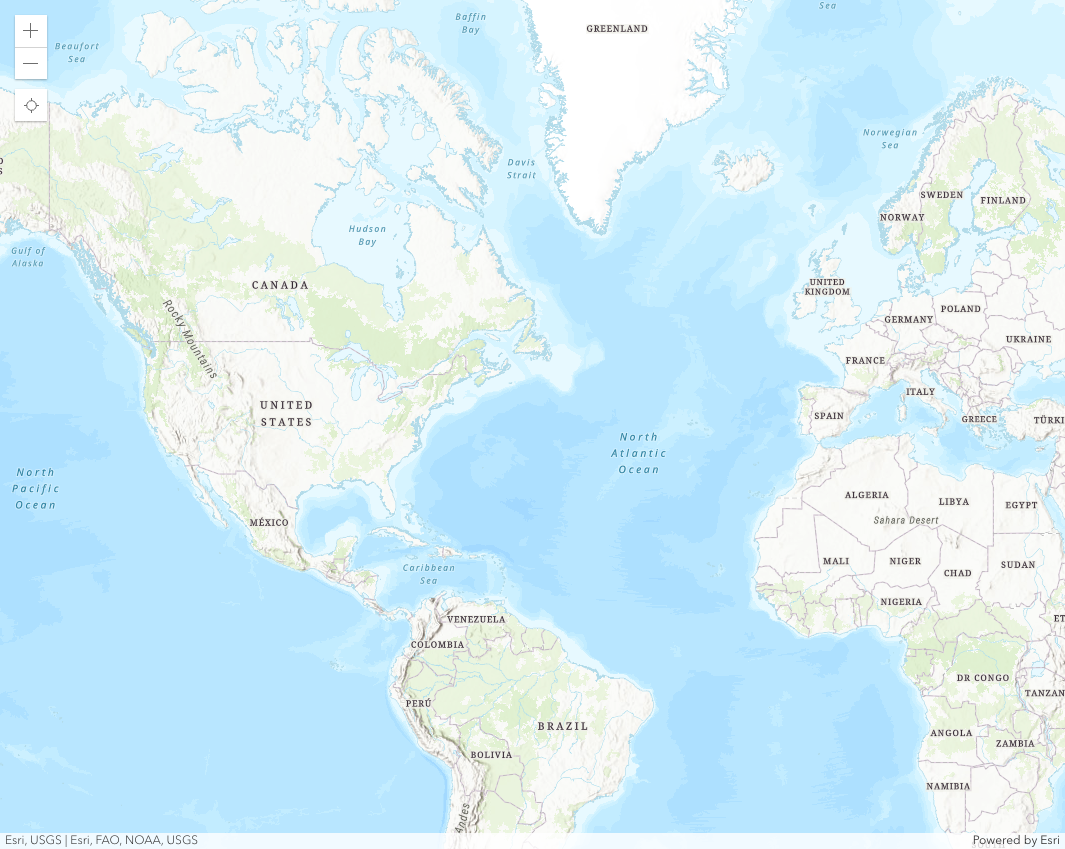 Baffin
Bay
Sea
GREENLAND
Beaufort
Sea
Norwegian
Sea
Davis
Strait
SWEDEN
FINLAND
NORWAY
Hudson
Bay
Gulf of
Alaska
CANADA
UNITED
KINGDOM
Rocky Mountains
POLAND
GERMANY
UKRAINE
FRANCE
ITALY
UNITED
STATES
SPAIN
GREECE
TÜRKI
North
Atlantic
Ocean
North
Pacific
Ocean
ALGERIA
LIBYA
EGYPT
MÉXICO
Sahara Desert
MALI
NIGER
CHAD
SUDAN
Caribbean
Sea
NIGERIA
VENEZUELA
ET
COLOMBIA
DR CONGO
TANZAN
PERÚ
BRAZIL
ANGOLA
ZAMBIA
BOLIVIA
NAMIBIA
Andes
Esri, USGS | Esri, FAO, NOAA, USGS
Powered by Esri